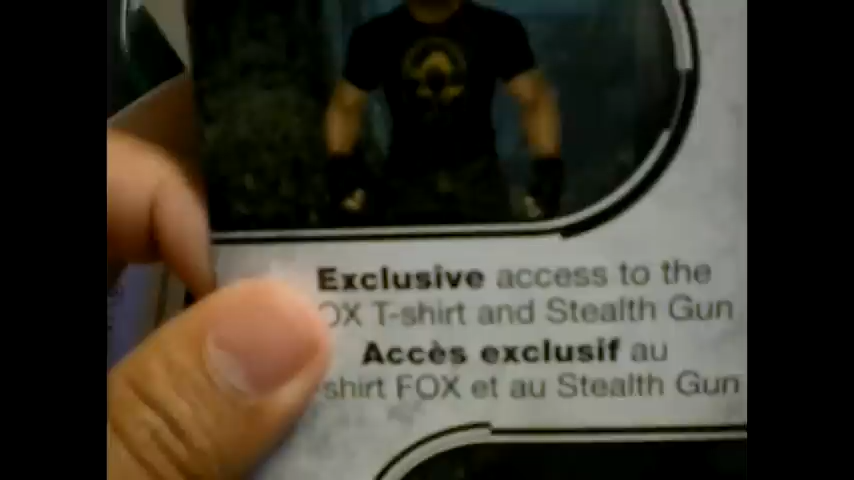 Exclusive access to the
OX T-shirt and Stealth Gun
Accès exclusif au
shirt FOX et au Stealth Gun